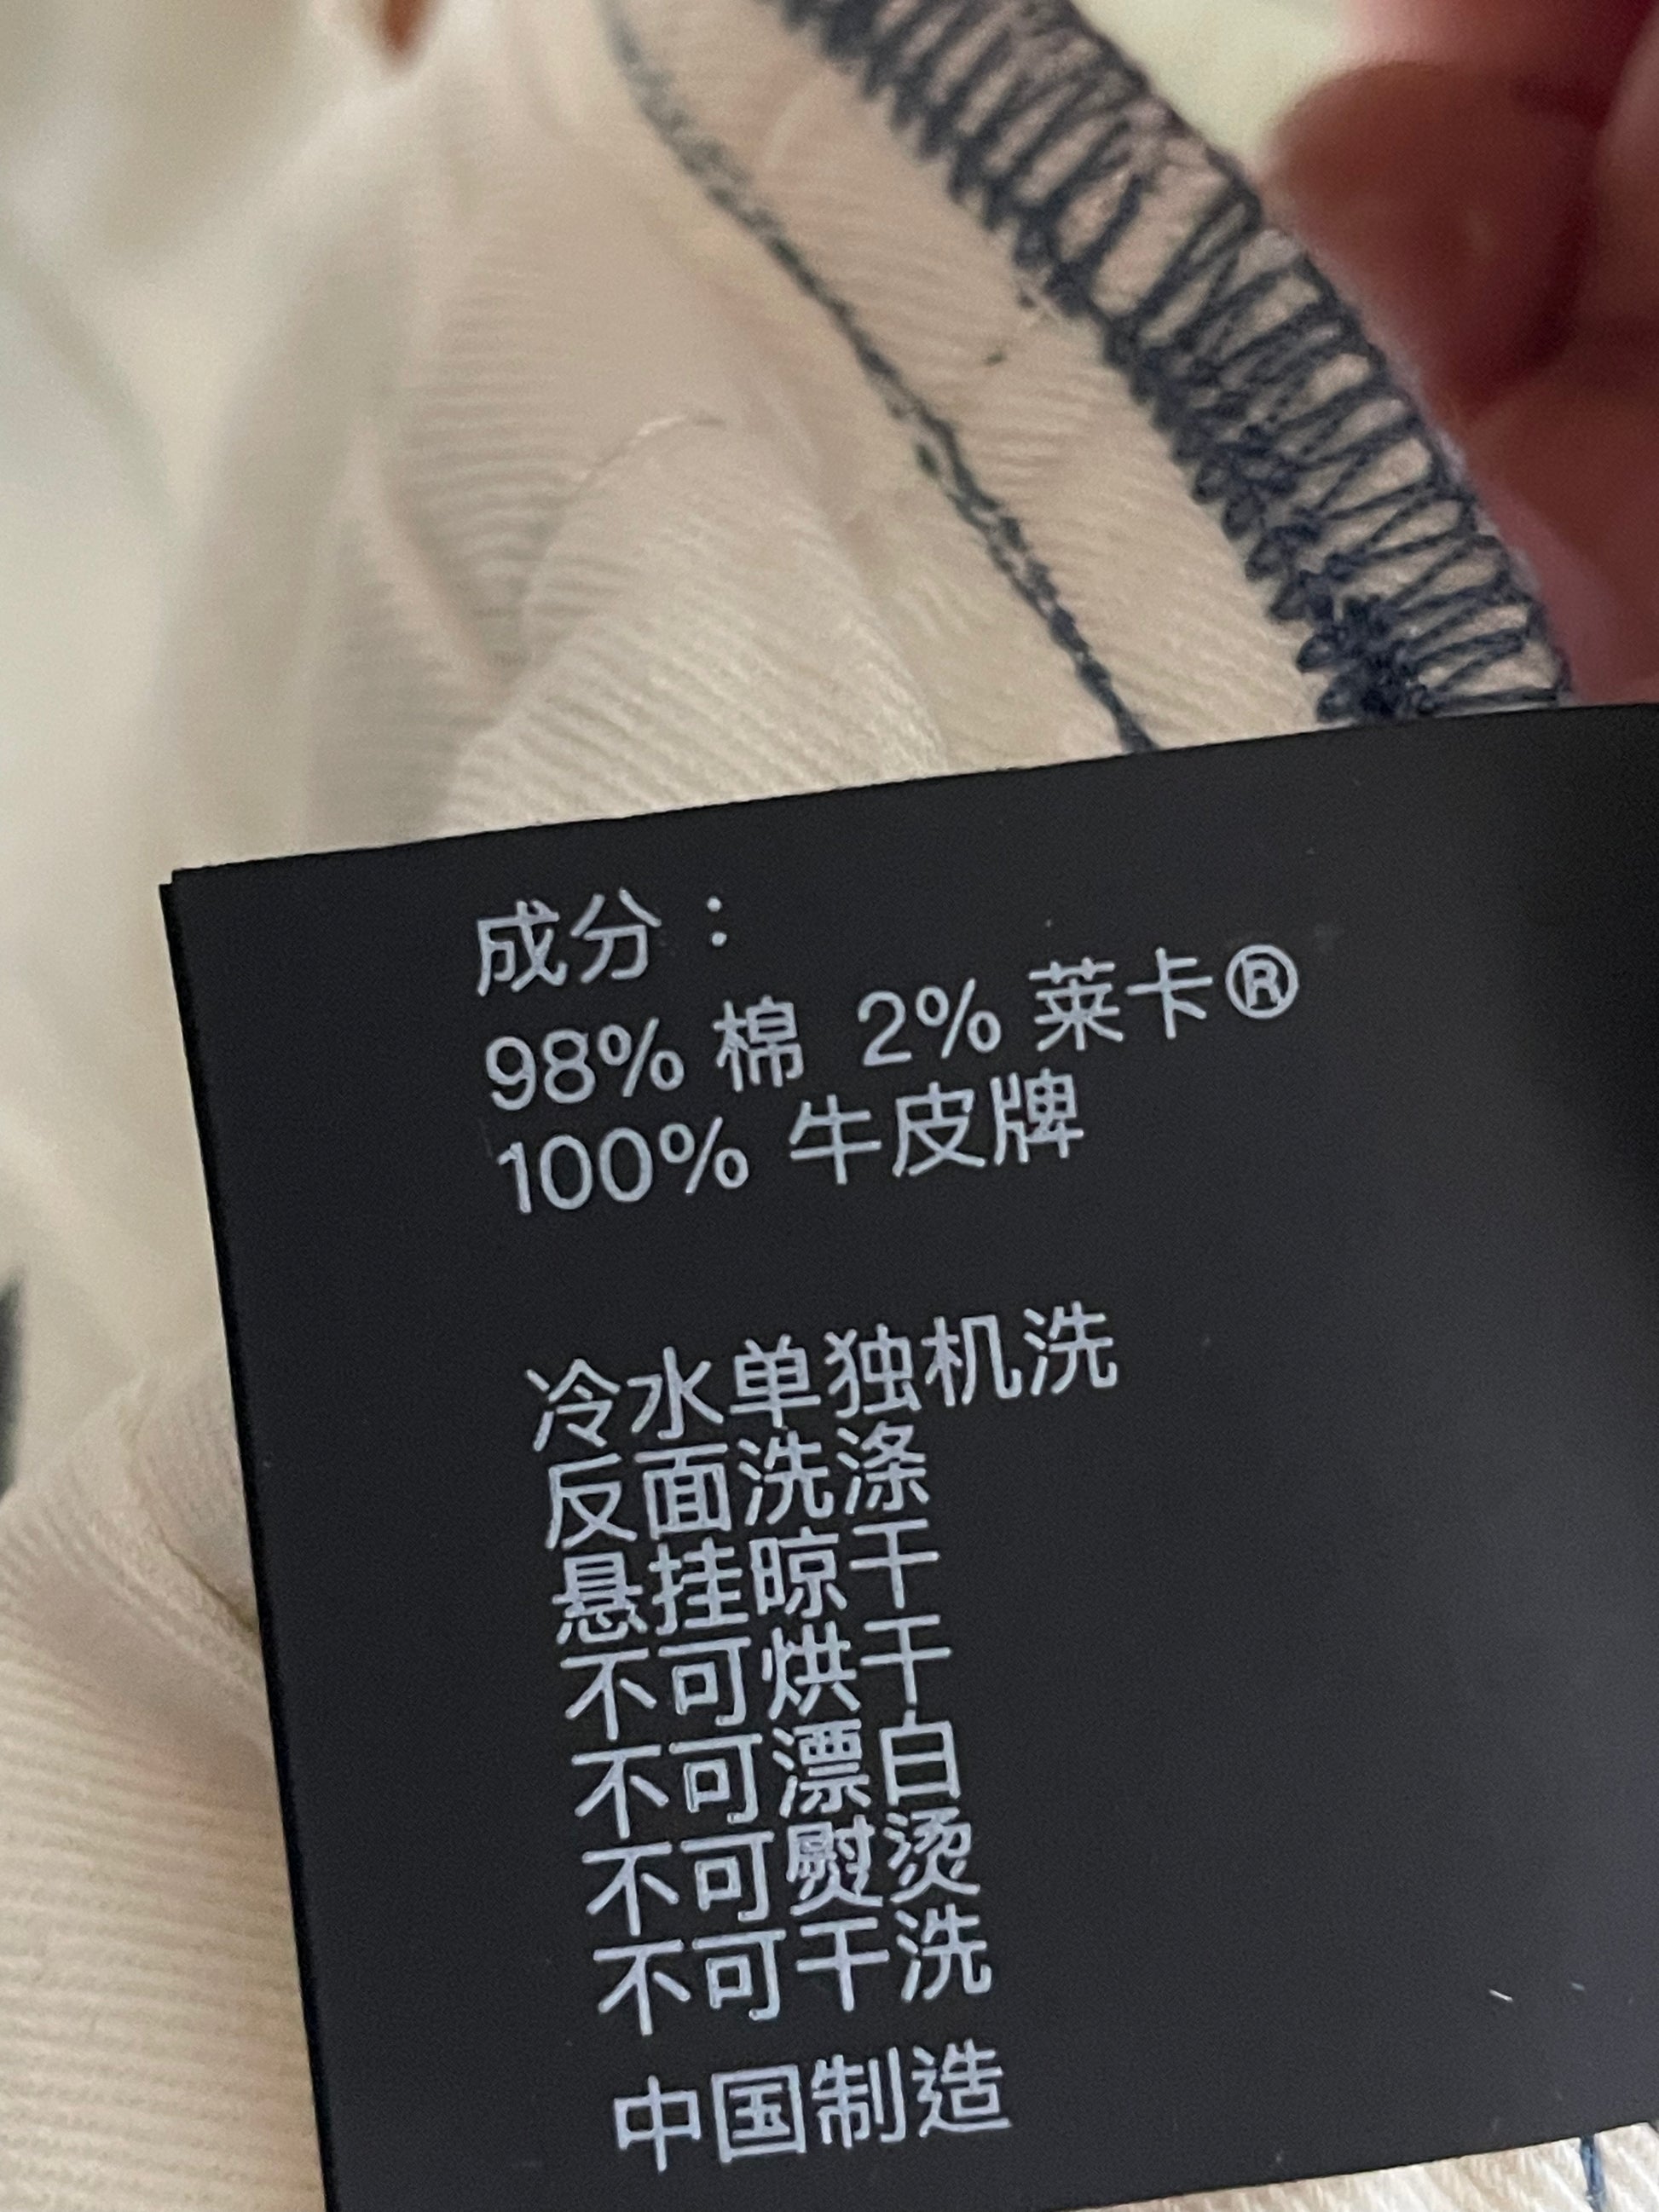 成分：
98% 棉 2% 莱卡®
100% 牛皮牌
冷水单独机洗
反面洗涤
悬挂晾干
不可烘干
不可漂白
不可熨烫
不可干洗
中国制造